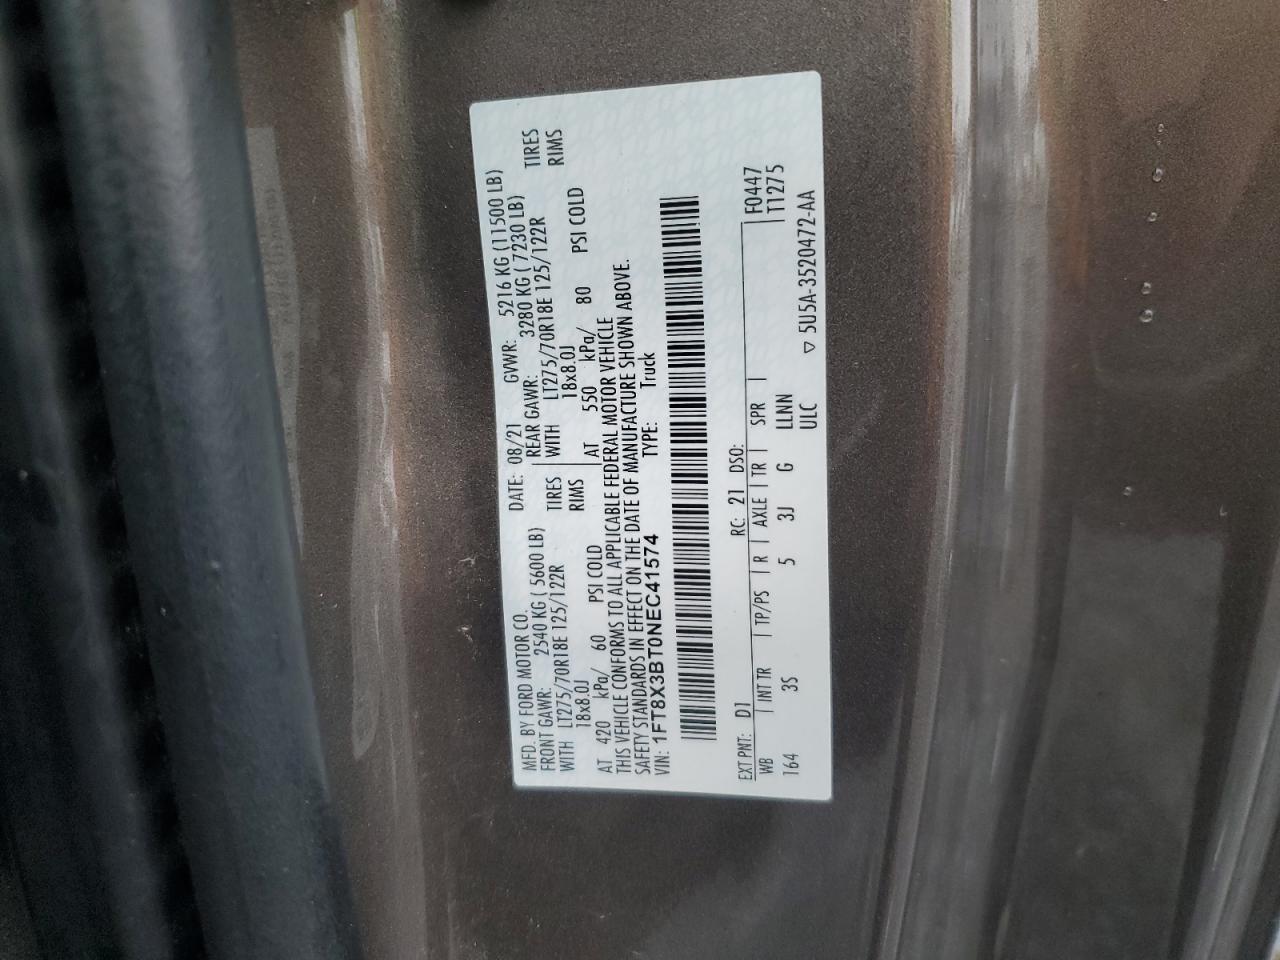 MFD. BY FORD MOTOR CO.
DATE: 08/21 GVWR: 5216 KG (11500 LB)
FRONT GAWR: 2540 KG ( 5600 LB) REAR GAWR: 3280 KG ( 7230 LB)
WITH LT275/70R18E 125/122R TIRES WITH LT275/70R18E 125/122R TIRES
18x8.0J RIMS 18x8.0J RIMS
AT 420 kPa/ 60 PSI COLD AT 550 kPa/ 80 PSI COLD
THIS VEHICLE CONFORMS TO ALL APPLICABLE FEDERAL MOTOR VEHICLE
SAFETY STANDARDS IN EFFECT ON THE DATE OF MANUFACTURE SHOWN ABOVE.
VIN: 1FT8X3BT0NEC41574 TYPE: Truck
EXT PNT: D1 RC: 21 DSO: F0447
WB INT TR TP/PS R AXLE TR SPR T1275
164 3S 5 3J G LLNN
ULC
▽ 5U5A-3520472-AA